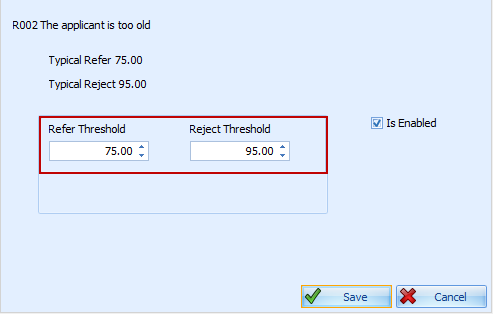 R002 The applicant is too old
Typical Refer 75.00
Typical Reject 95.00
Refer Threshold Reject Threshold
75.00 95.00
Is Enabled
Save Cancel